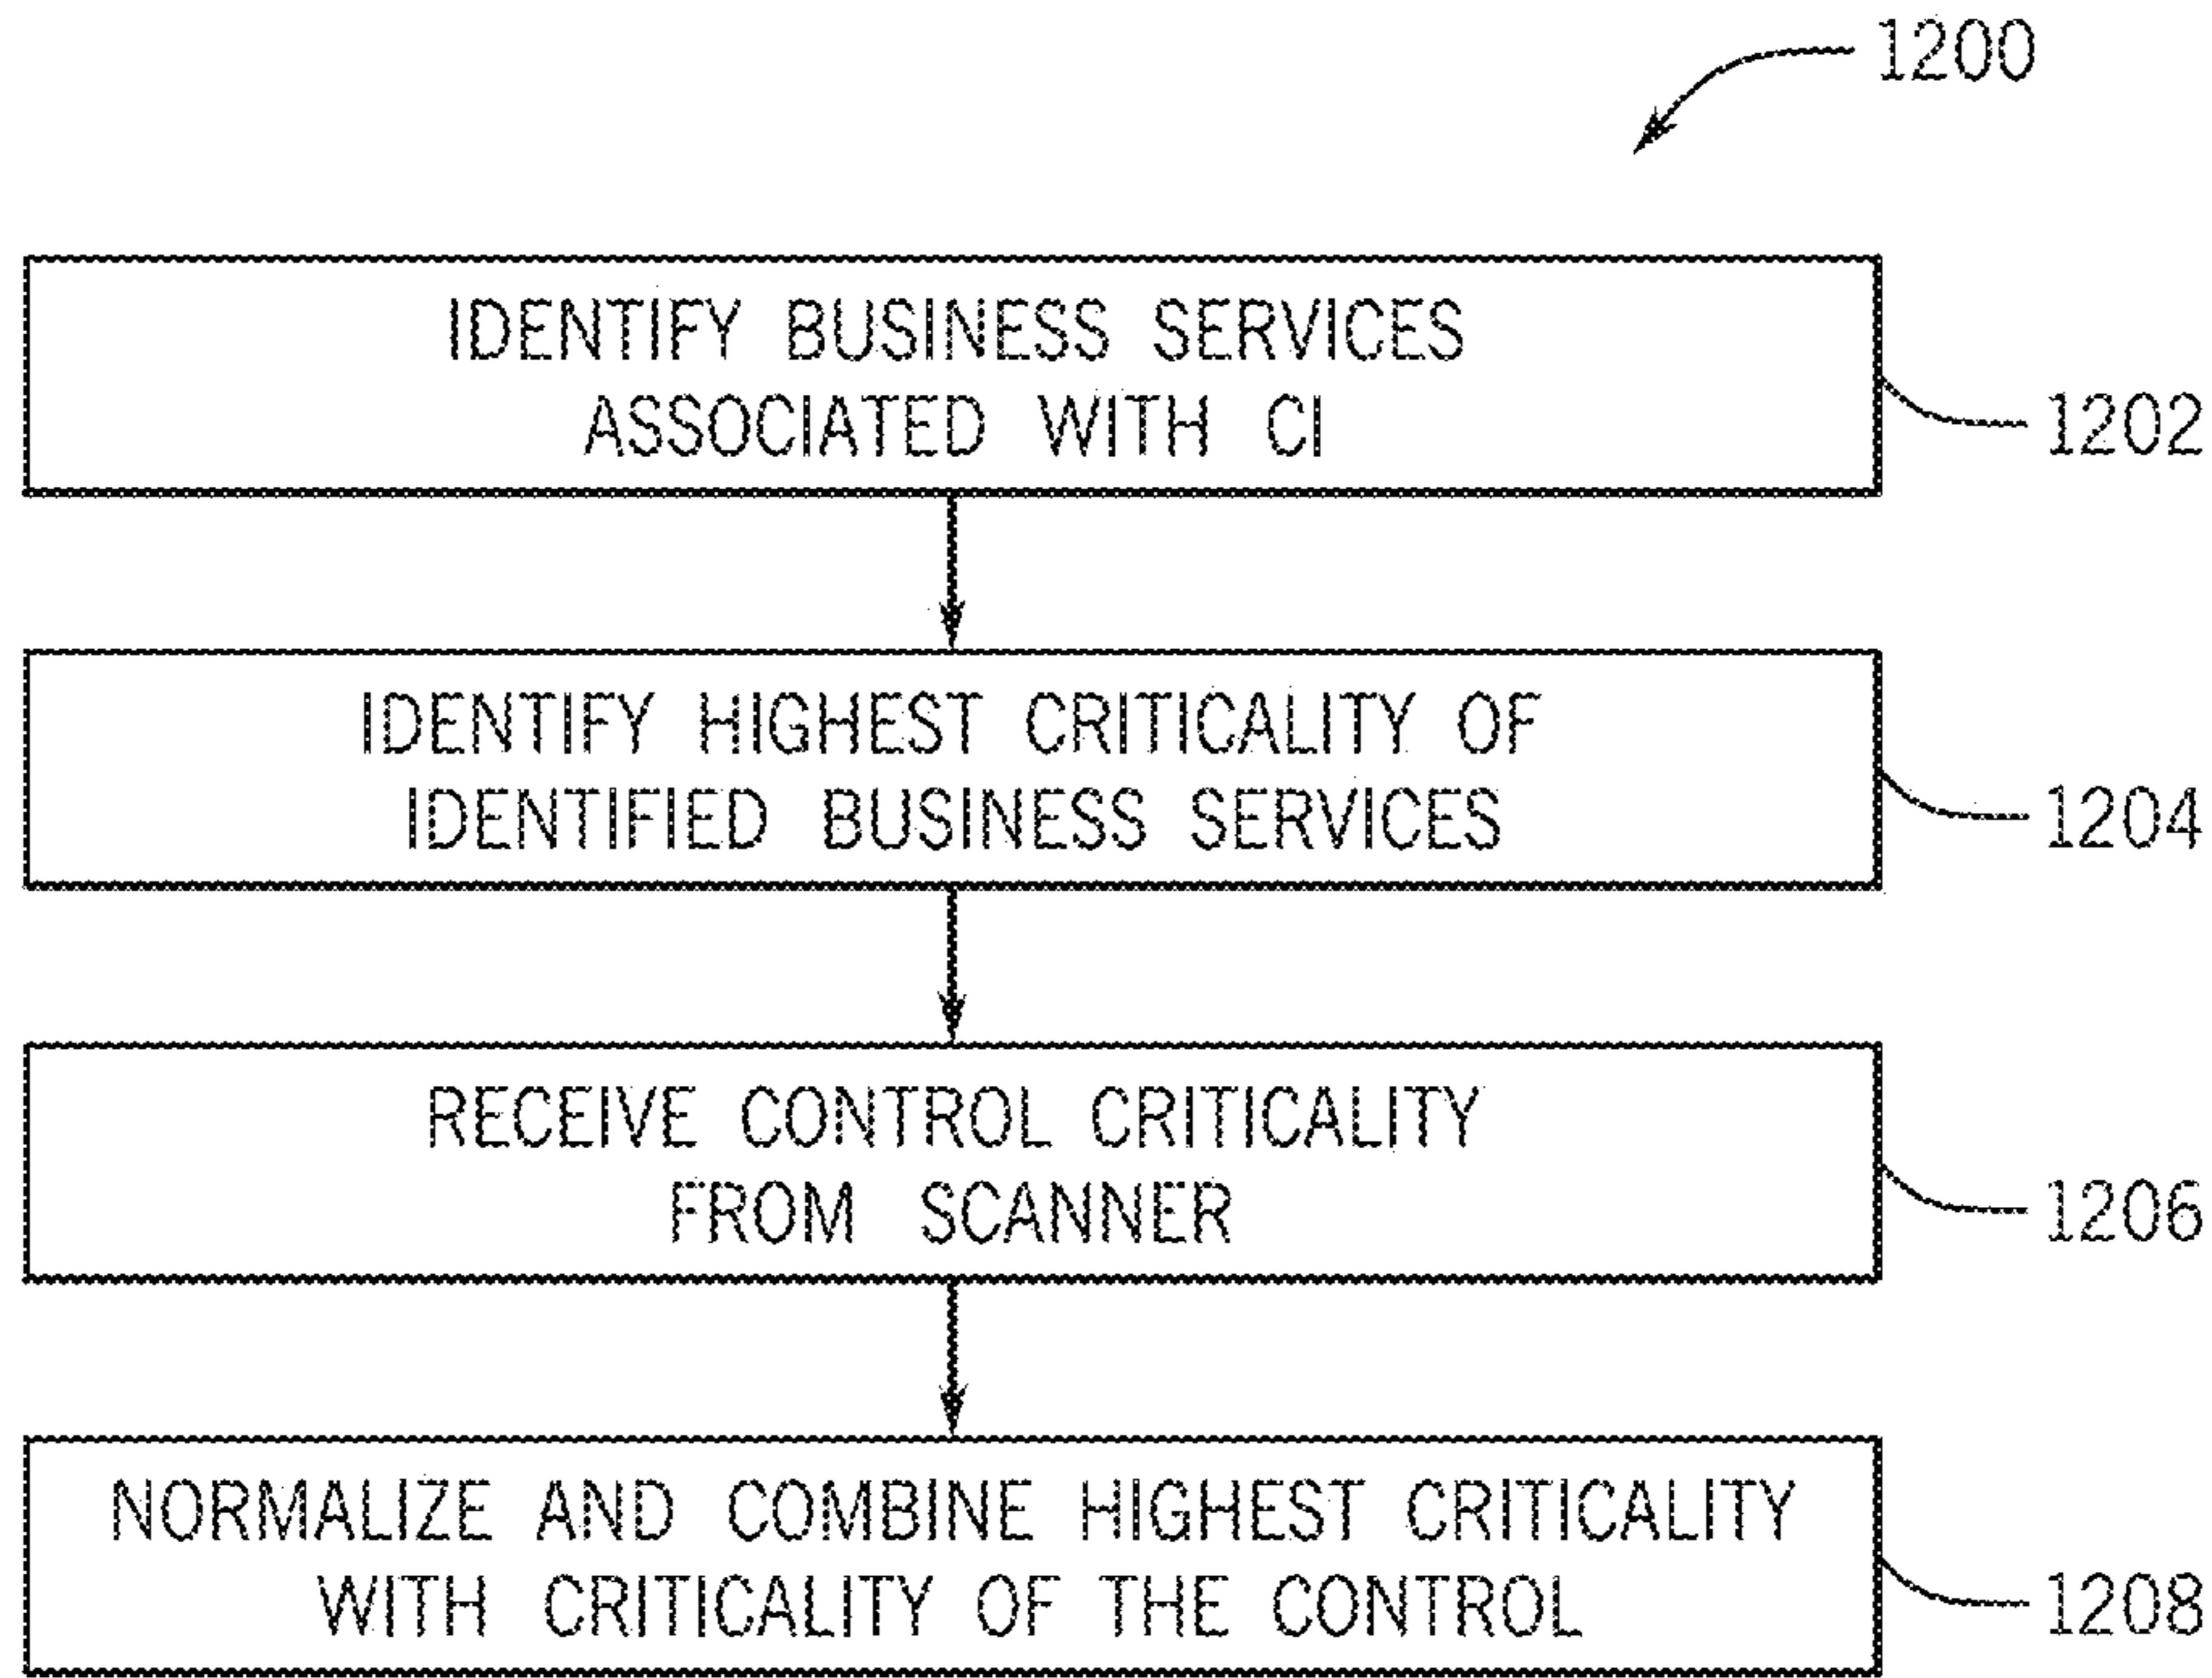 1200
IDENTIFY BUSINESS SERVICES
ASSOCIATED WITH CI
1202
IDENTIFY HIGHEST CRITICALITY OF
IDENTIFIED BUSINESS SERVICES
1204
RECEIVE CONTROL CRITICALITY
FROM SCANNER
1206
NORMALIZE AND COMBINE HIGHEST CRITICALITY
WITH CRITICALITY OF THE CONTROL
1208